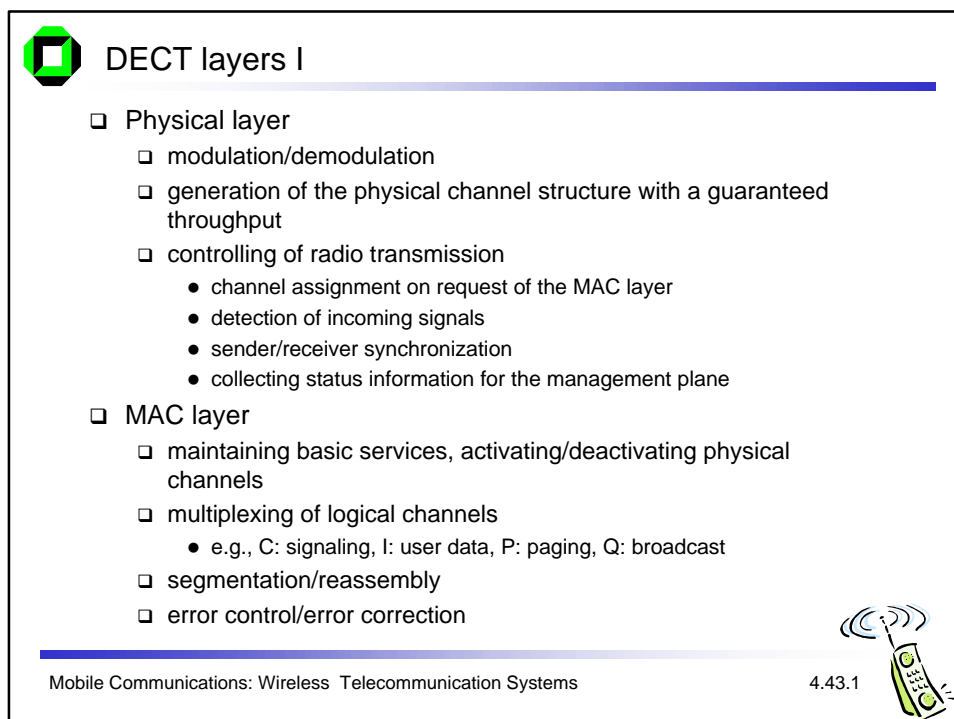 DECT layers I
❑ Physical layer
❑ modulation/demodulation
❑ generation of the physical channel structure with a guaranteed
throughput
❑ controlling of radio transmission
● channel assignment on request of the MAC layer
● detection of incoming signals
● sender/receiver synchronization
● collecting status information for the management plane
❑ MAC layer
❑ maintaining basic services, activating/deactivating physical
channels
❑ multiplexing of logical channels
● e.g., C: signaling, I: user data, P: paging, Q: broadcast
❑ segmentation/reassembly
❑ error control/error correction
Mobile Communications: Wireless Telecommunication Systems 4.43.1